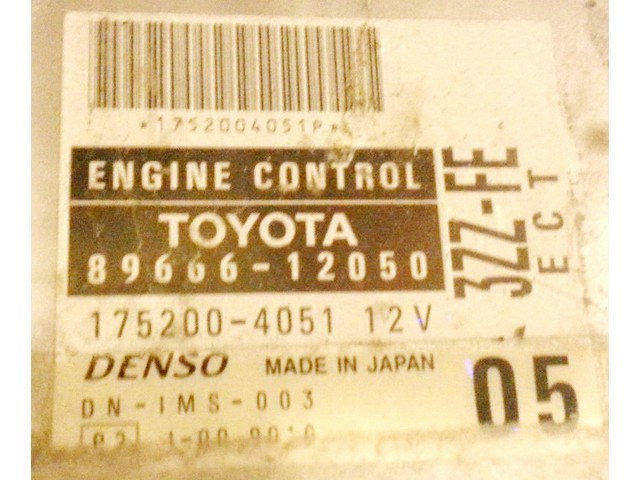 *1752004051P*
ENGINE CONTROL
TOYOTA
89666-12050
175200-4051 12V
3ZZ-FE
ECT
DENSO MADE IN JAPAN
DN-IMS-003
05